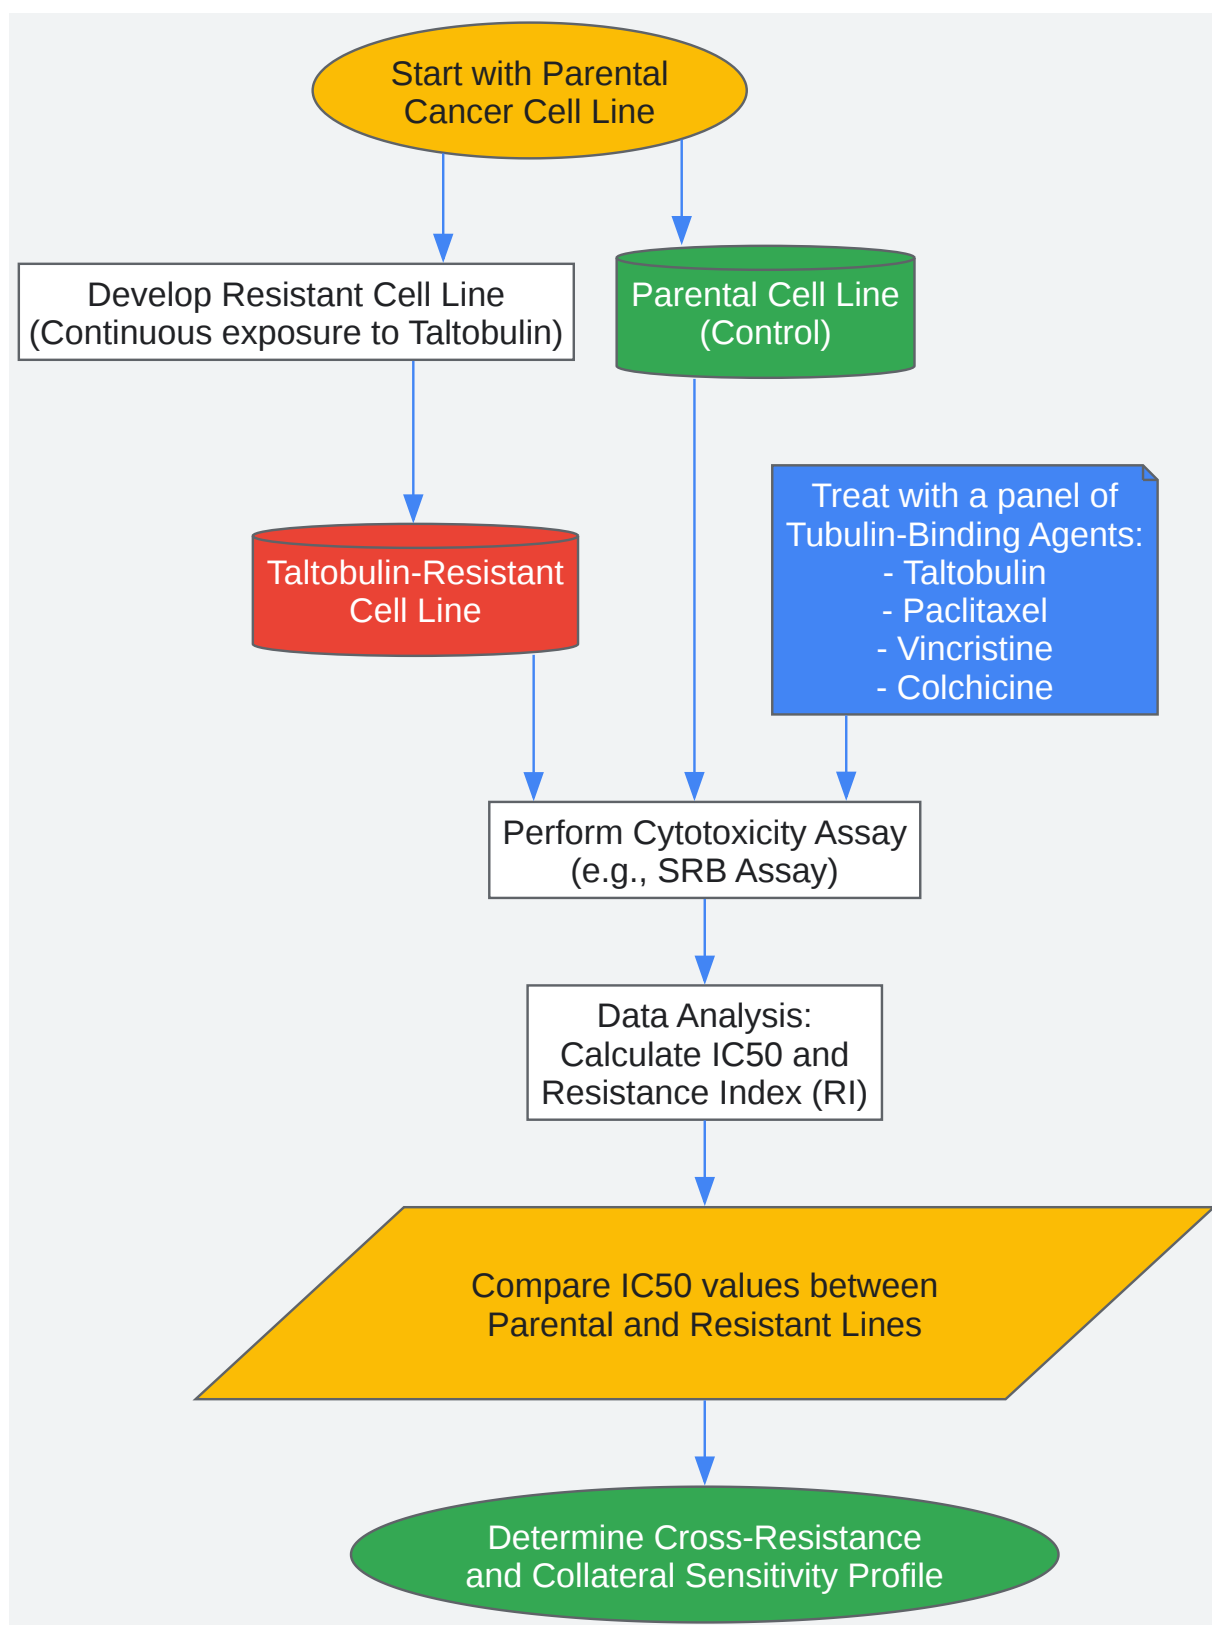 Start with Parental
Cancer Cell Line
Develop Resistant Cell Line
(Continuous exposure to Taltobulin)
Parental Cell Line
(Control)
Treat with a panel of
Tubulin-Binding Agents:
- Taltobulin
- Paclitaxel
- Vincristine
- Colchicine
Taltobulin-Resistant
Cell Line
Perform Cytotoxicity Assay
(e.g., SRB Assay)
Data Analysis:
Calculate IC50 and
Resistance Index (RI)
Compare IC50 values between
Parental and Resistant Lines
Determine Cross-Resistance
and Collateral Sensitivity Profile